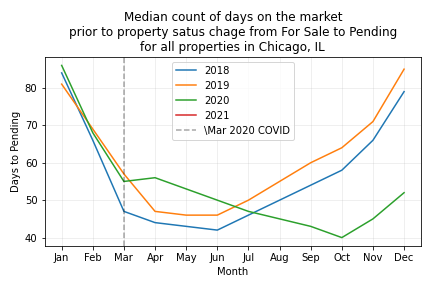 Median count of days on the market
prior to property satus chage from For Sale to Pending
for all properties in Chicago, IL
2018
2019
2020
2021
\Mar 2020 COVID
Days to Pending
80
70
60
50
40
Jan Feb Mar Apr May Jun Jul Aug Sep Oct Nov Dec
Month